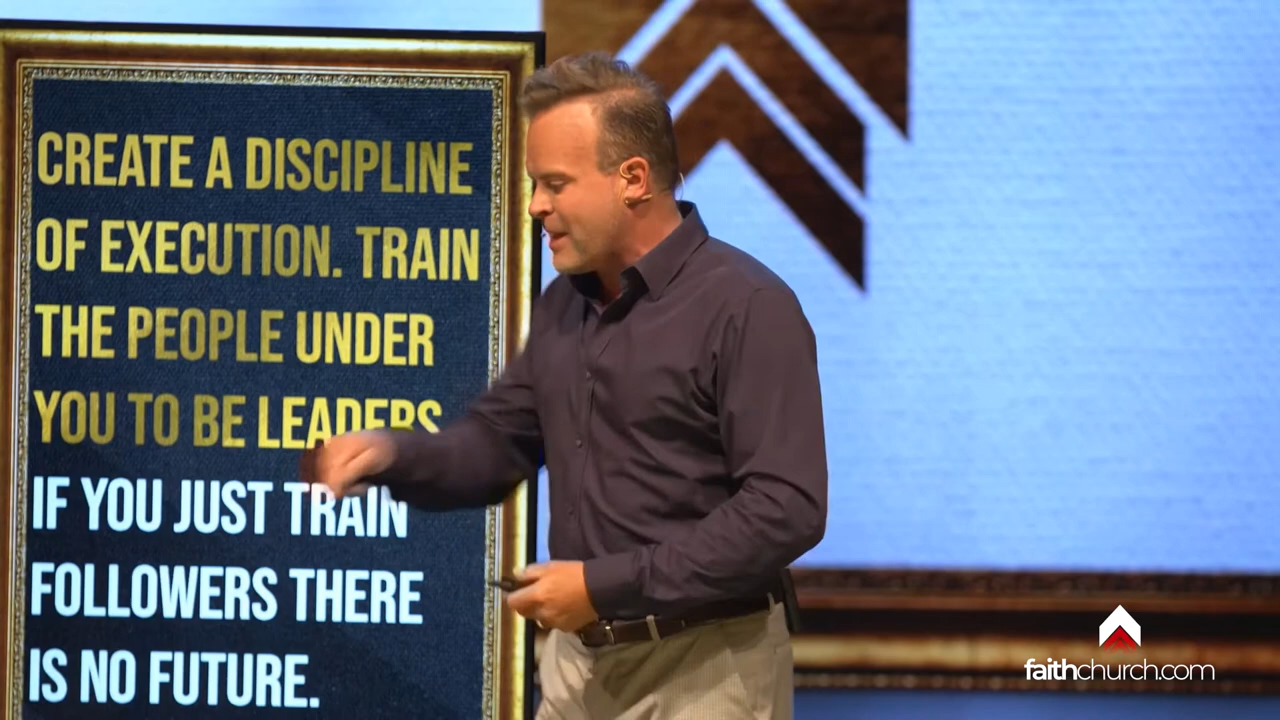 CREATE A DISCIPLINE
OF EXECUTION. TRAIN
THE PEOPLE UNDER
YOU TO BE LEADERS
IF YOU JUST TRAIN
FOLLOWERS THERE
IS NO FUTURE.
faithchurch.com